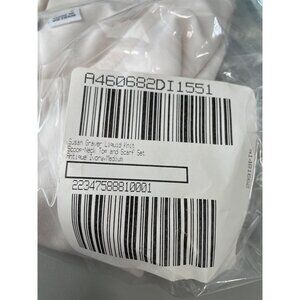 A460682DI1551
Susan Graver Liquid Knit
Scoop-Neck Top and Scarf Set
Antique Ivory Medium
22347588810001